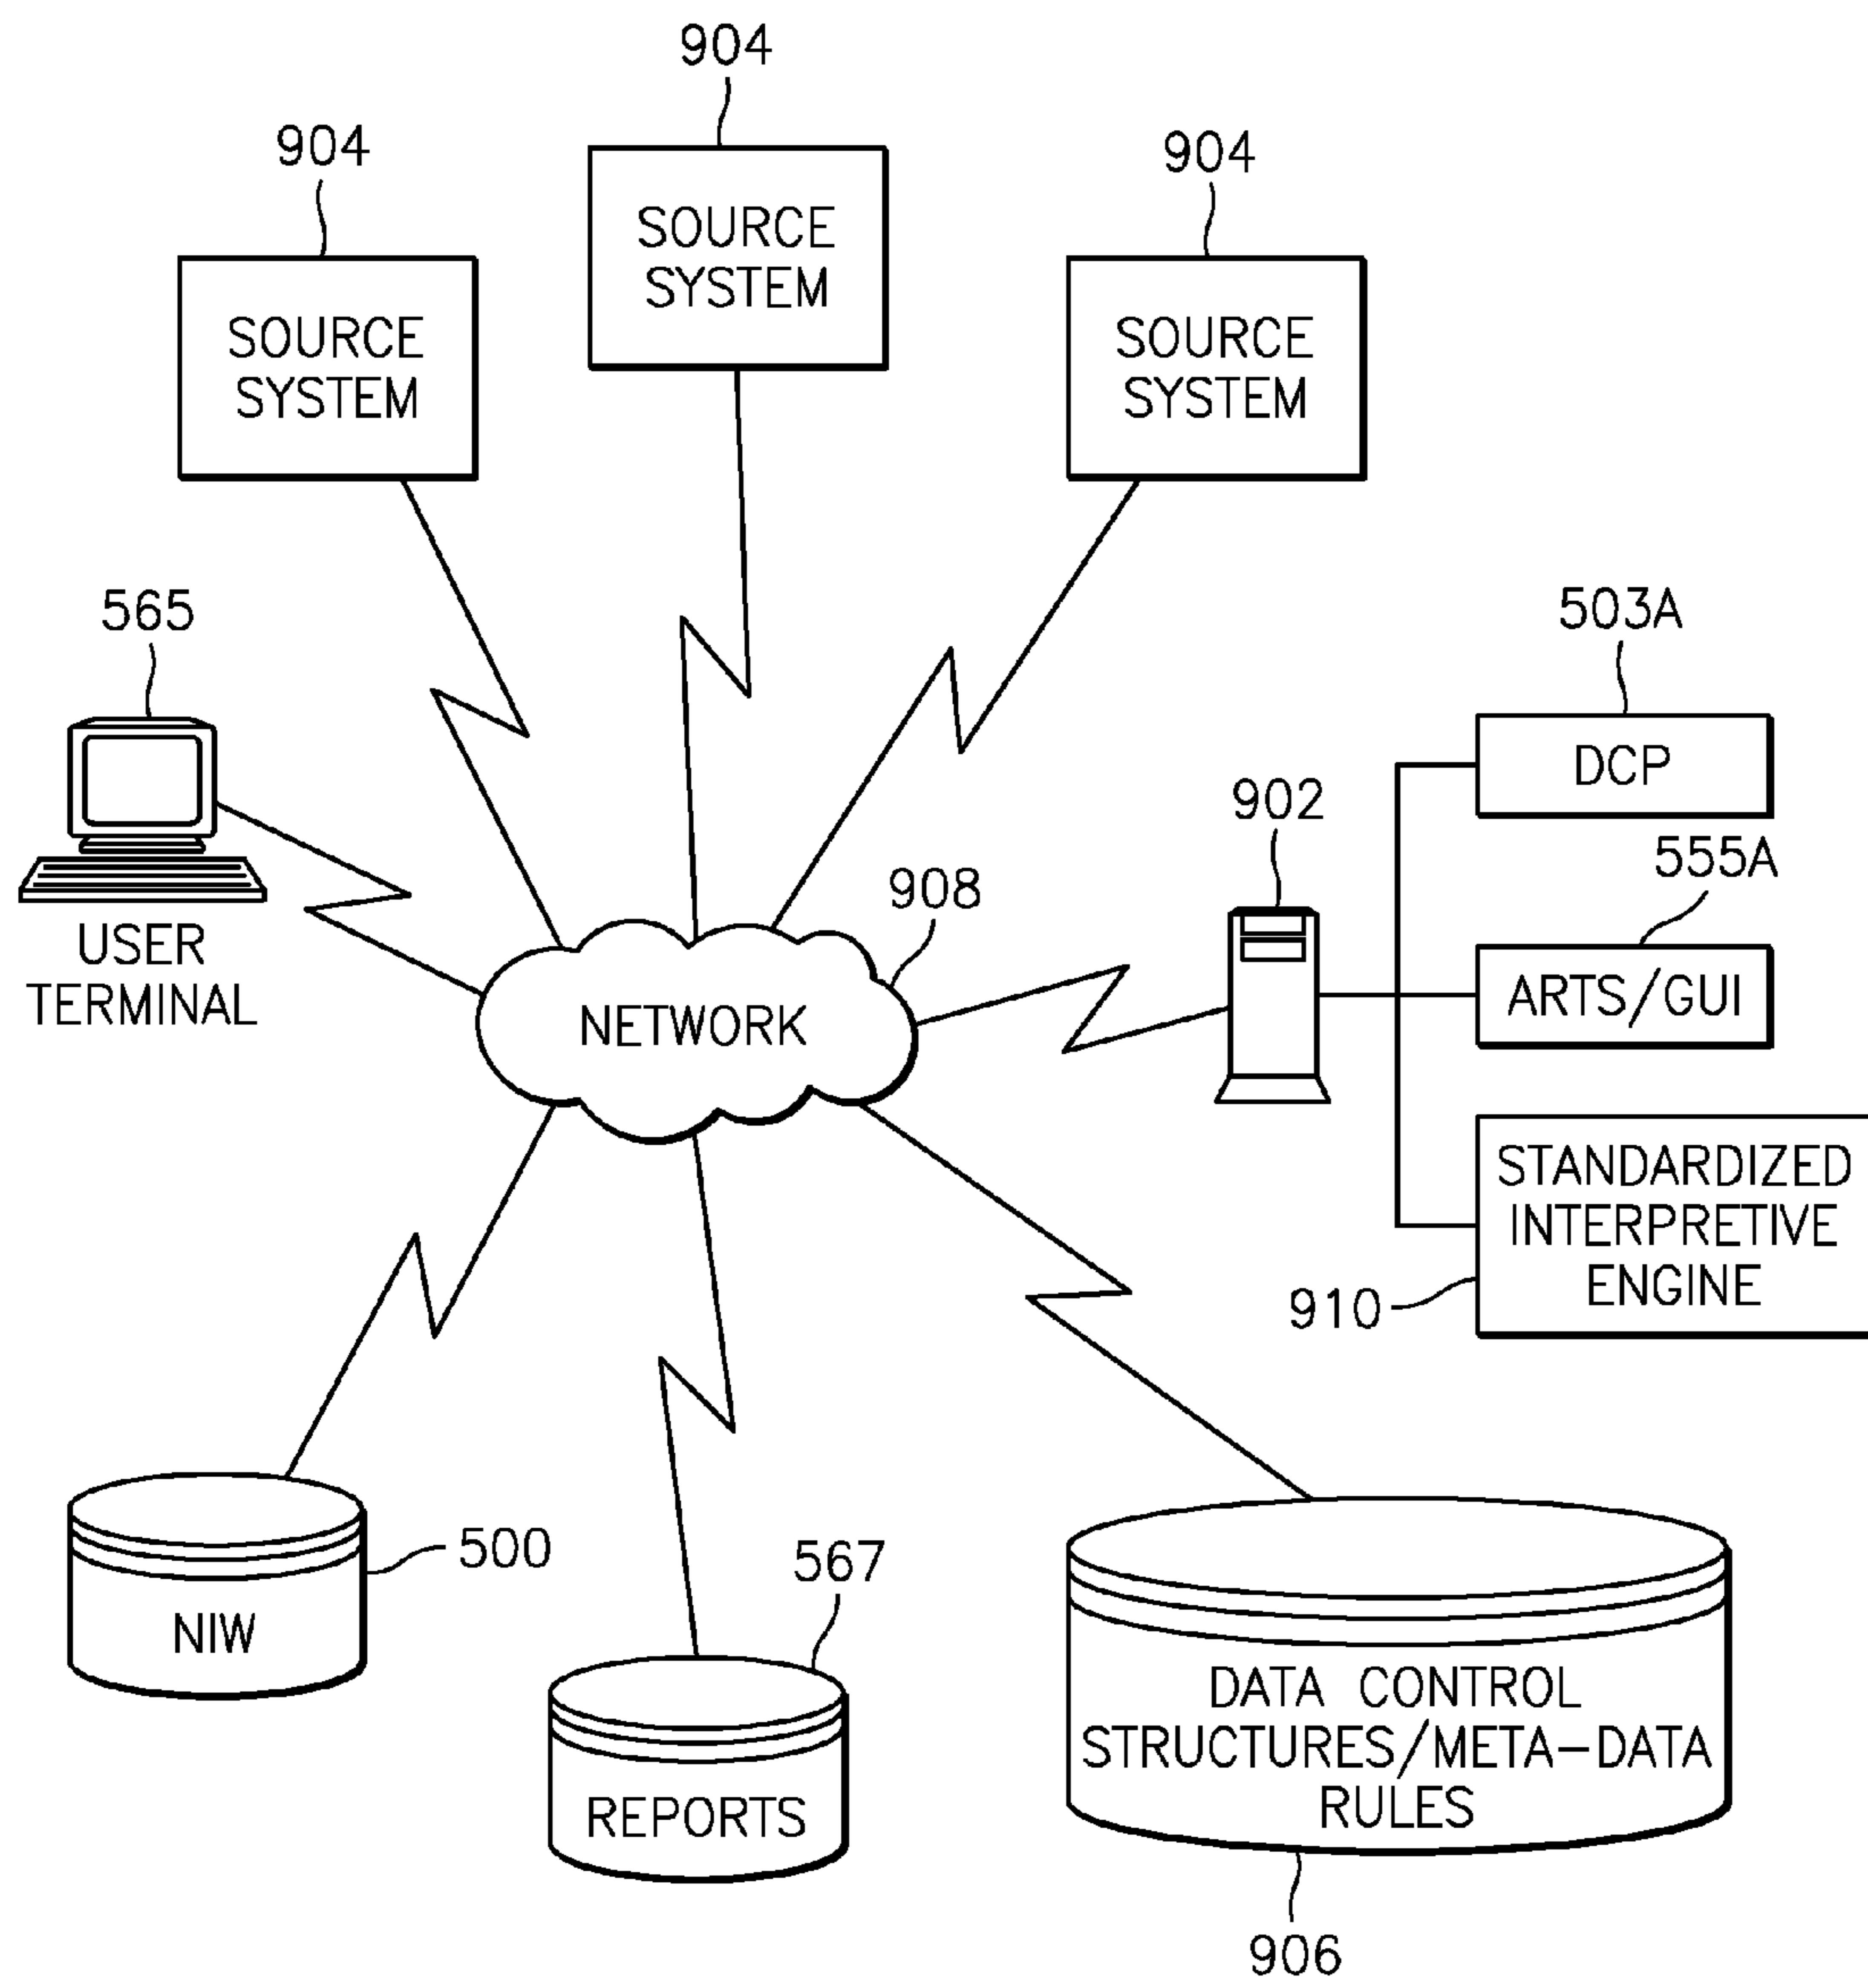 904
904
904
SOURCE
SYSTEM
SOURCE
SYSTEM
SOURCE
SYSTEM
565
503A
DCP
902
555A
908
USER
TERMINAL
ARTS/GUI
NETWORK
STANDARDIZED
INTERPRETIVE
ENGINE
910
500
567
NIW
DATA CONTROL
STRUCTURES/META-DATA
RULES
REPORTS
906